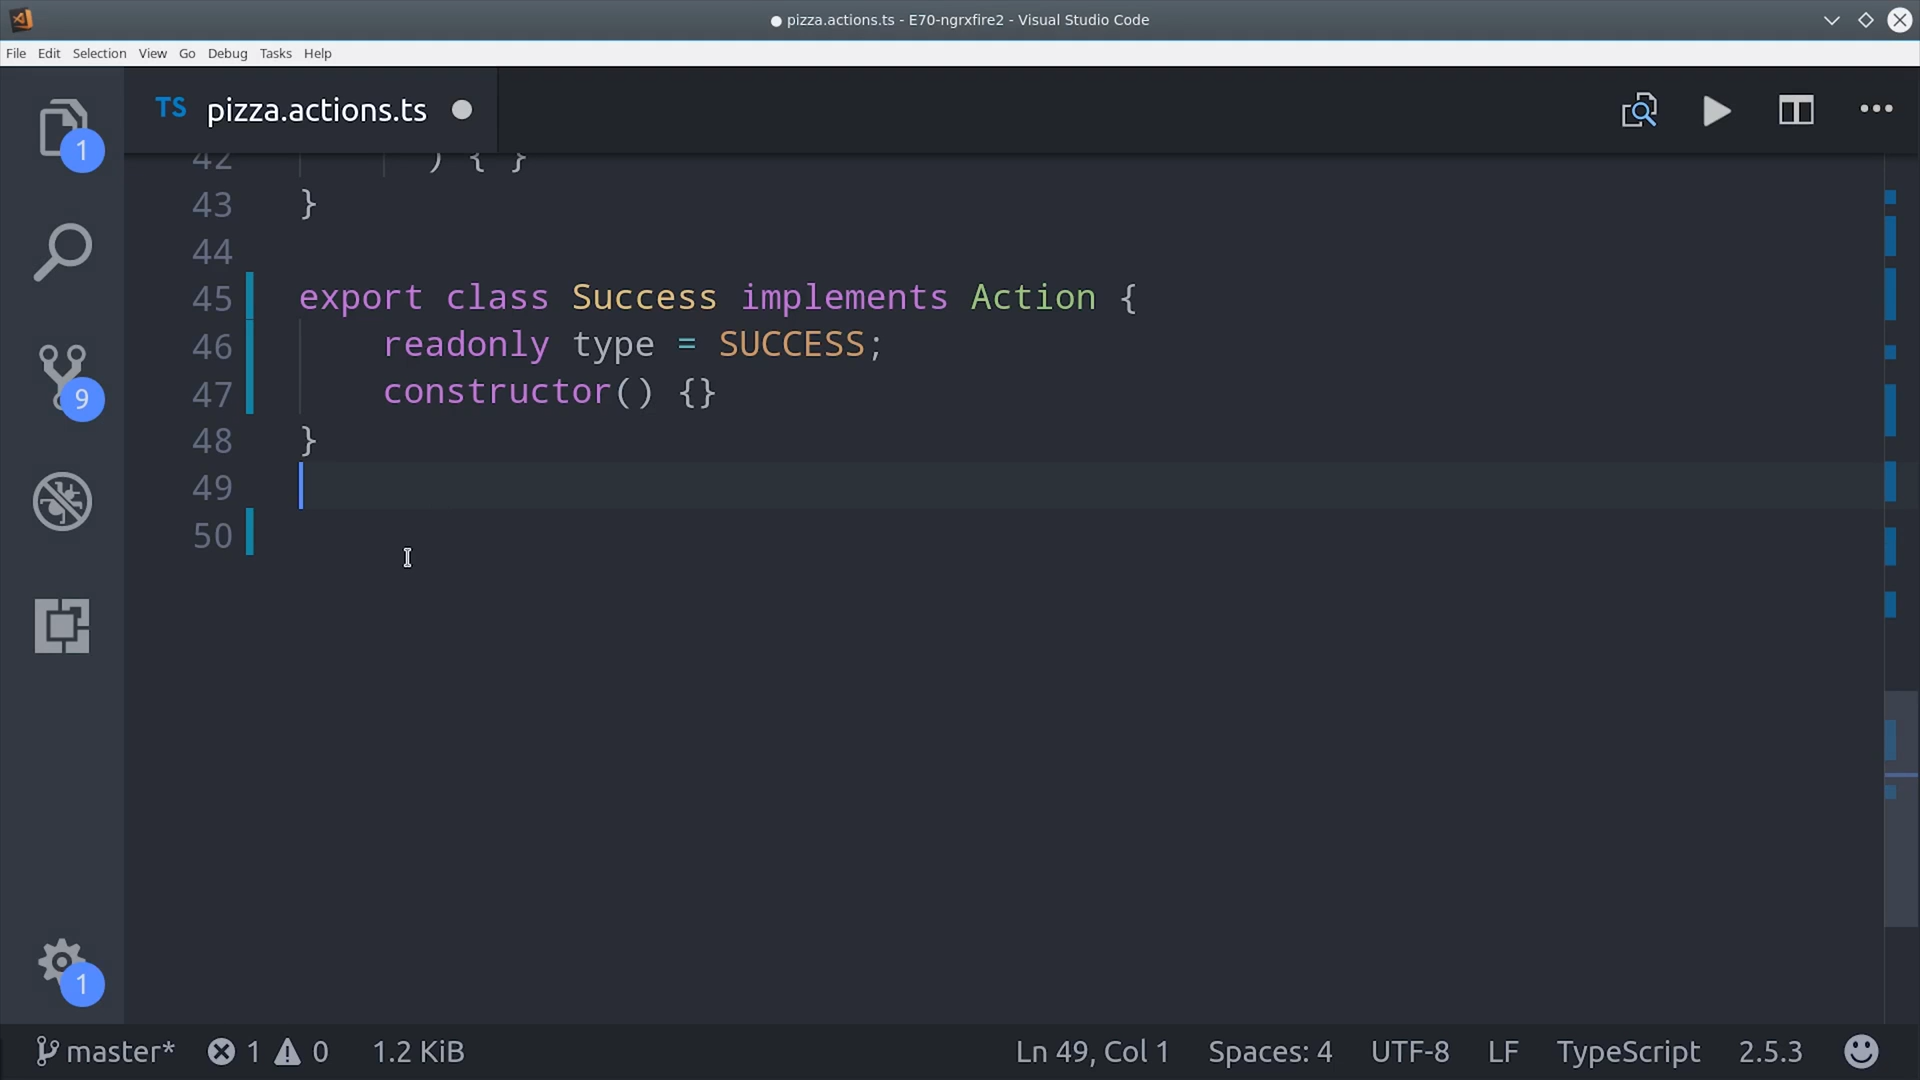 pizza.actions.ts - E70-ngrxfire2 - Visual Studio Code
File Edit Selection View Go Debug Tasks Help
TS pizza.actions.ts
1
9
1
42 ) { }
43 }
44
45 export class Success implements Action {
46 readonly type = SUCCESS;
47 constructor() {}
48 }
49
50
master* 1 0 1.2 KiB Ln 49, Col 1 Spaces: 4 UTF-8 LF TypeScript 2.5.3